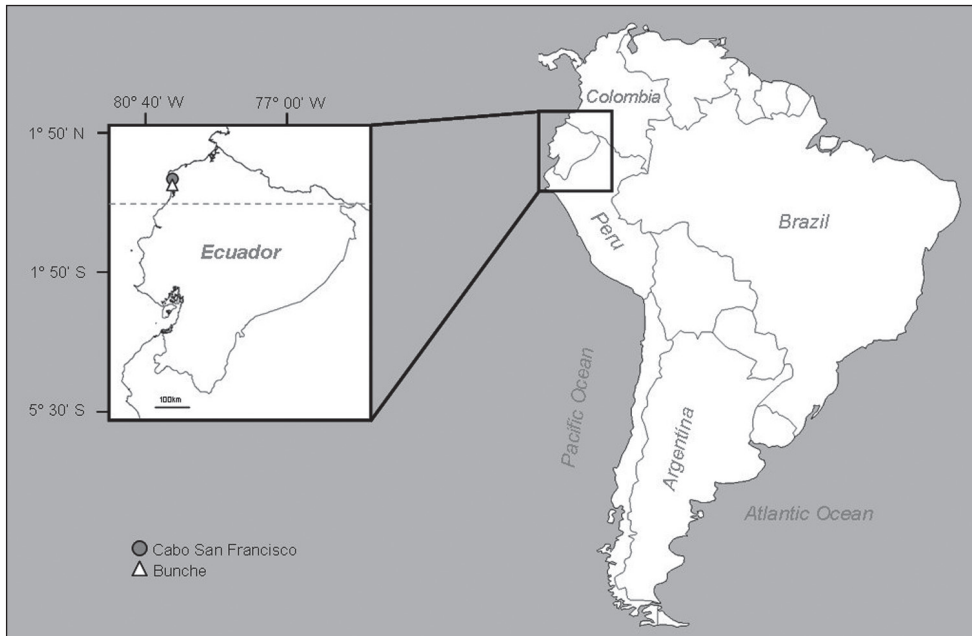 80° 40' W
77° 00' W
1° 50' N
1° 50' S
5° 30' S
Ecuador
100km
Colombia
Peru
Brazil
Argentina
Pacific Ocean
Atlantic Ocean
Cabo San Francisco
Bunche